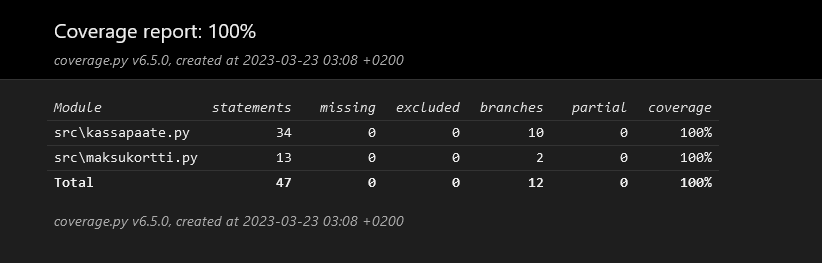 Coverage report: 100%
coverage.py v6.5.0, created at 2023-03-23 03:08 +0200
Module statements missing excluded branches partial coverage
src\kassapaate.py 34 0 0 10 0 100%
src\maksukortti.py 13 0 0 2 0 100%
Total 47 0 0 12 0 100%
coverage.py v6.5.0, created at 2023-03-23 03:08 +0200